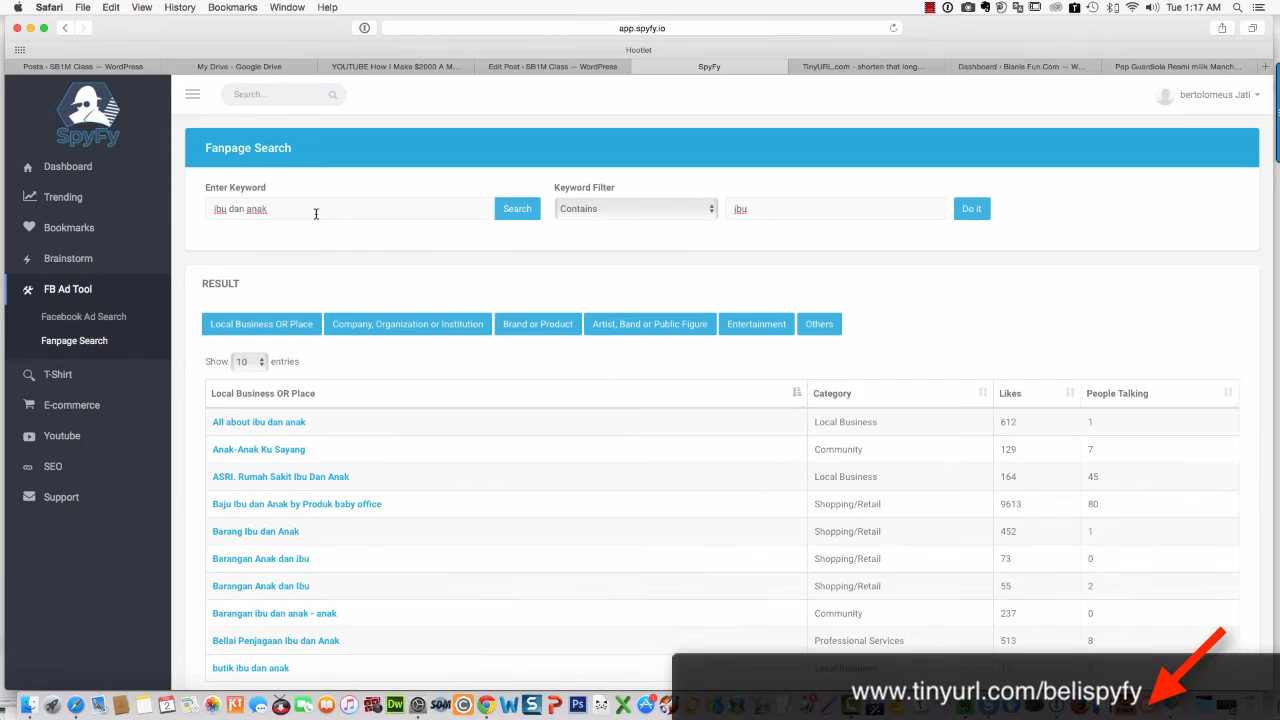 Safari File Edit View History Bookmarks Window Help
Tue 1:17 AM
app.spyfy.io
Hootlet
Posts ‹ SB1M Class — WordPress
My Drive - Google Drive
YOUTUBE How I Make $2000 A M...
Edit Post ‹ SB1M Class — WordPress
SpyFy
TinyURL.com - shorten that long...
Dashboard ‹ Bisnis Fun.Com — W...
Pop Guardiola Resmi milik Manch...
SpyFy
Search...
bertolomeus Jati
Dashboard
Trending
Bookmarks
Brainstorm
FB Ad Tool
Facebook Ad Search
Fanpage Search
T-Shirt
E-commerce
Youtube
SEO
Support
Fanpage Search
Enter Keyword
Keyword Filter
ibu dan anak
Search
Contains
ibu
Do it
RESULT
Local Business OR Place
Company, Organization or Institution
Brand or Product
Artist, Band or Public Figure
Entertainment
Others
Show 10 entries
Local Business OR Place Category Likes People Talking
All about ibu dan anak Local Business 612 1
Anak-Anak Ku Sayang Community 129 7
ASRI. Rumah Sakit Ibu Dan Anak Local Business 164 45
Baju Ibu dan Anak by Produk baby office Shopping/Retail 9613 80
Barang Ibu dan Anak Shopping/Retail 452 1
Barangan Anak dan ibu Shopping/Retail 73 0
Barangan Anak dan Ibu Shopping/Retail 55 2
Barangan ibu dan anak - anak Community 237 0
Bellai Penjagaan Ibu dan Anak Professional Services 513 8
butik ibu dan anak Local Business
www.tinyurl.com/belispyfy